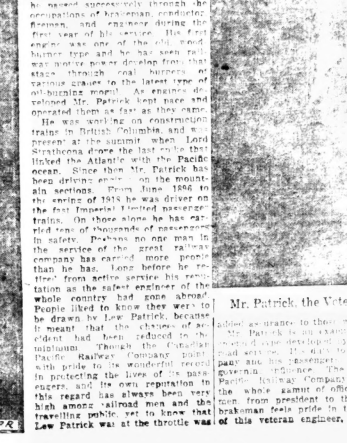 he passed successively through the
occupations of brakeman, conductor,
fireman, and engineer during the
first year of his service. His first
engine was one of the old wood
burner type and he has seen rail-
way motive power develop from that
stage through coal burners of
various grades to the latest type of
oil-burning mogul. As engines de-
veloped Mr. Patrick kept pace and
operated them as fast as they came.
He was working on construction
trains in British Columbia, and
present at the summit when Lord
Strathcona drove the last spike that
linked the Atlantic with the Pacific
ocean. Since then Mr. Patrick has
been driving on the mount-
ain sections. From June 1896 to
the spring of 1918 he was driver on
the fast Imperial Limited passenger
trains. On those alone he has car-
ried tens of thousands of passengers
in safety. Perhaps no one man in
the service of the great railway
company has carried more people
than he has. Long before he re-
tired from active service his repu-
tation as the safest engineer of the
whole country had gone abroad.
People liked to know they were to
be drawn by Lew Patrick, because
it meant that the chances of ac-
cident had been reduced to the
minimum. Though the Canadian
Pacific Railway Company point
with pride to its wonderful record
in protecting the lives of its pass-
engers, and its own reputation in
this regard has always been very
high among railroad men and the
travelling public, yet to know that
Lew Patrick was at the throttle was
Mr. Patrick, the Vete
added assurance to those
Mr. Patrick is an
type developed
road service.
pany and his passenger
governing influence. The
Pacific Railway Company
the whole gamut of offic
men, from president to th
brakeman feels pride in t
of this veteran engineer,